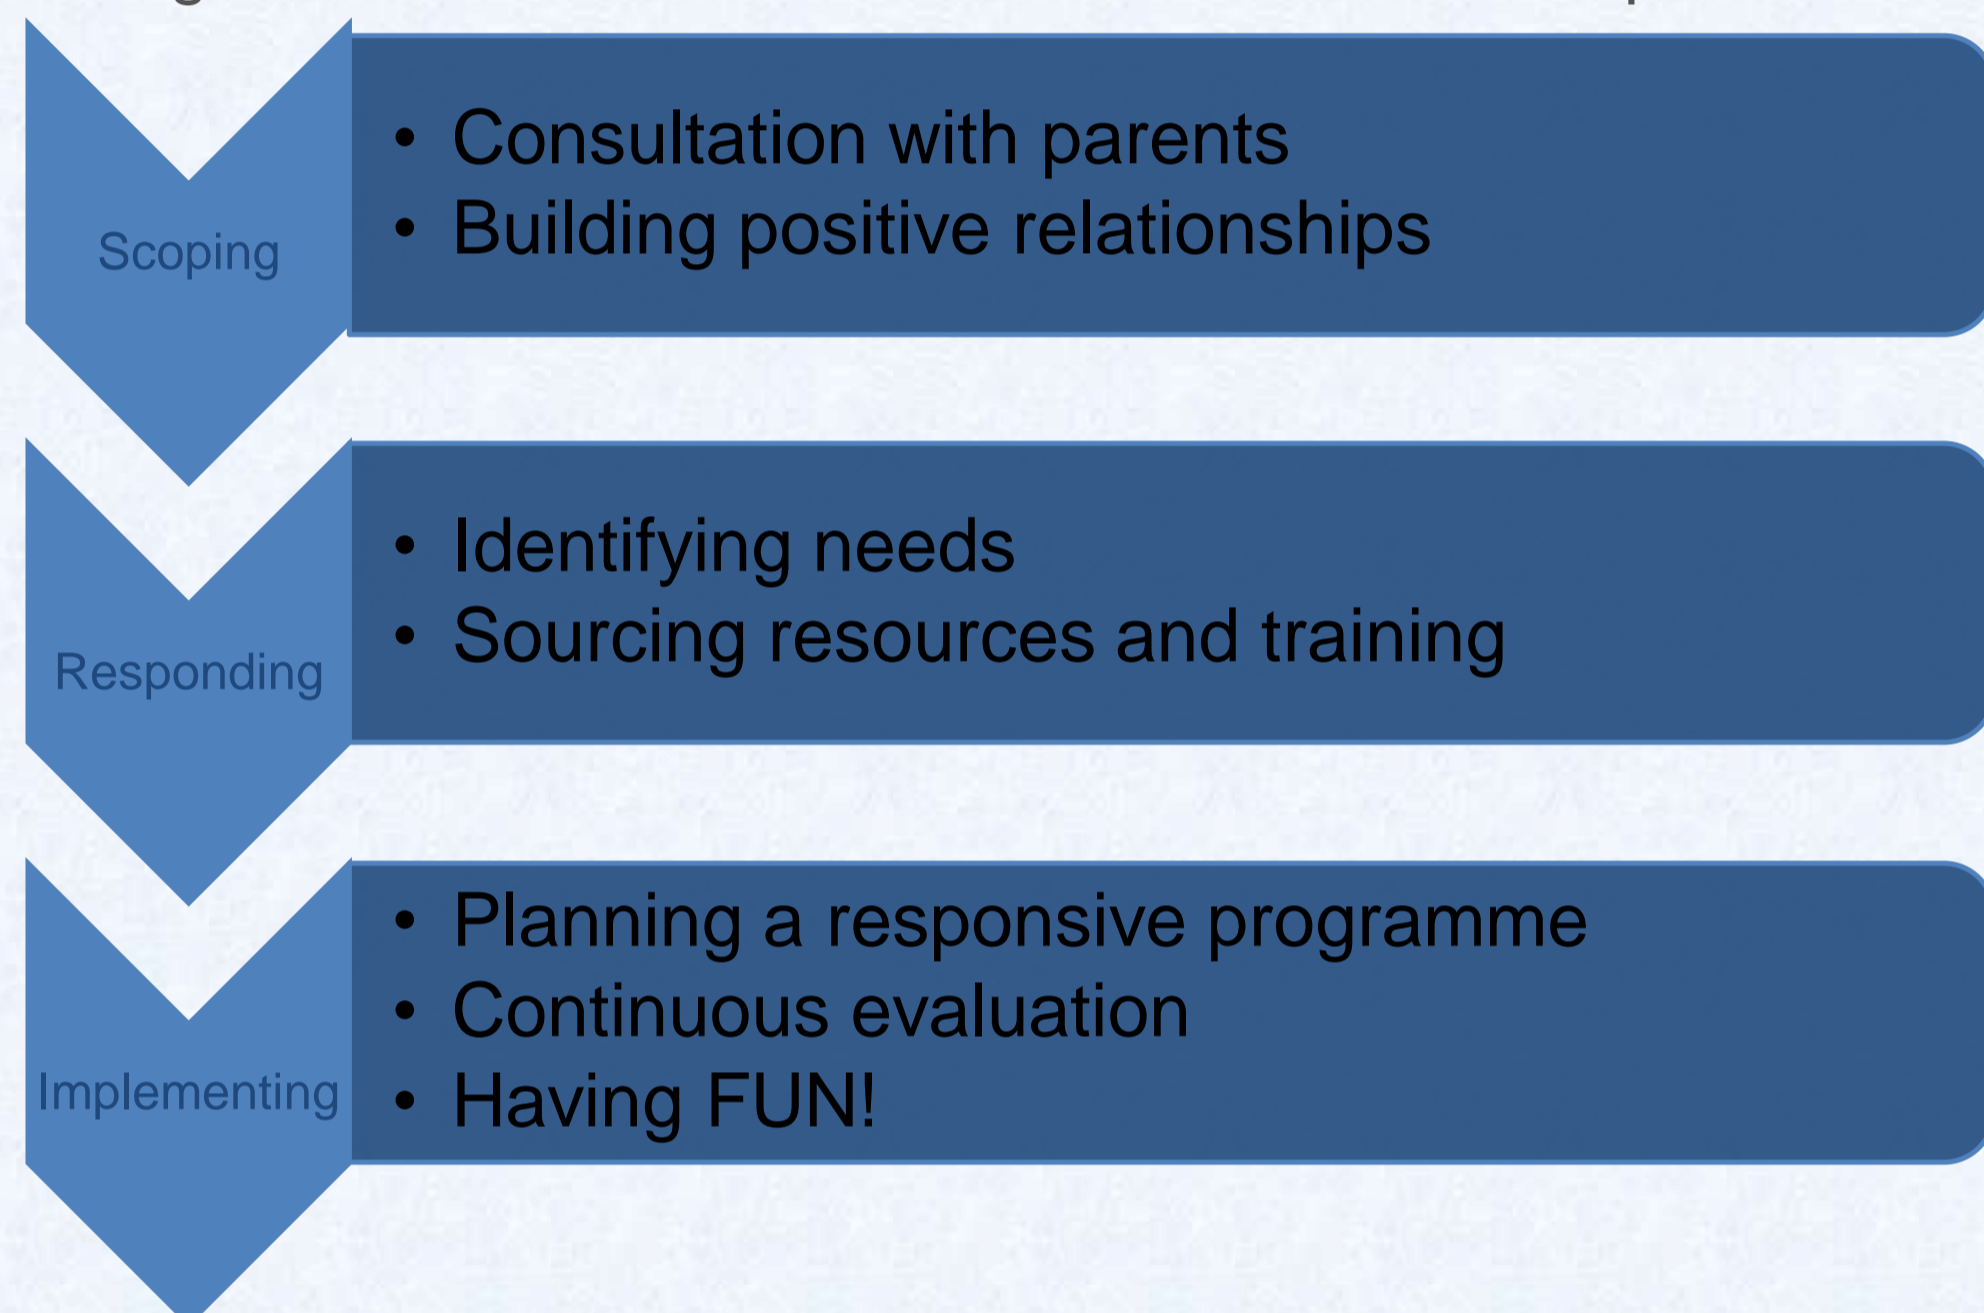 Scoping
• Consultation with parents
• Building positive relationships
Responding
• Identifying needs
• Sourcing resources and training
Implementing
• Planning a responsive programme
• Continuous evaluation
• Having FUN!